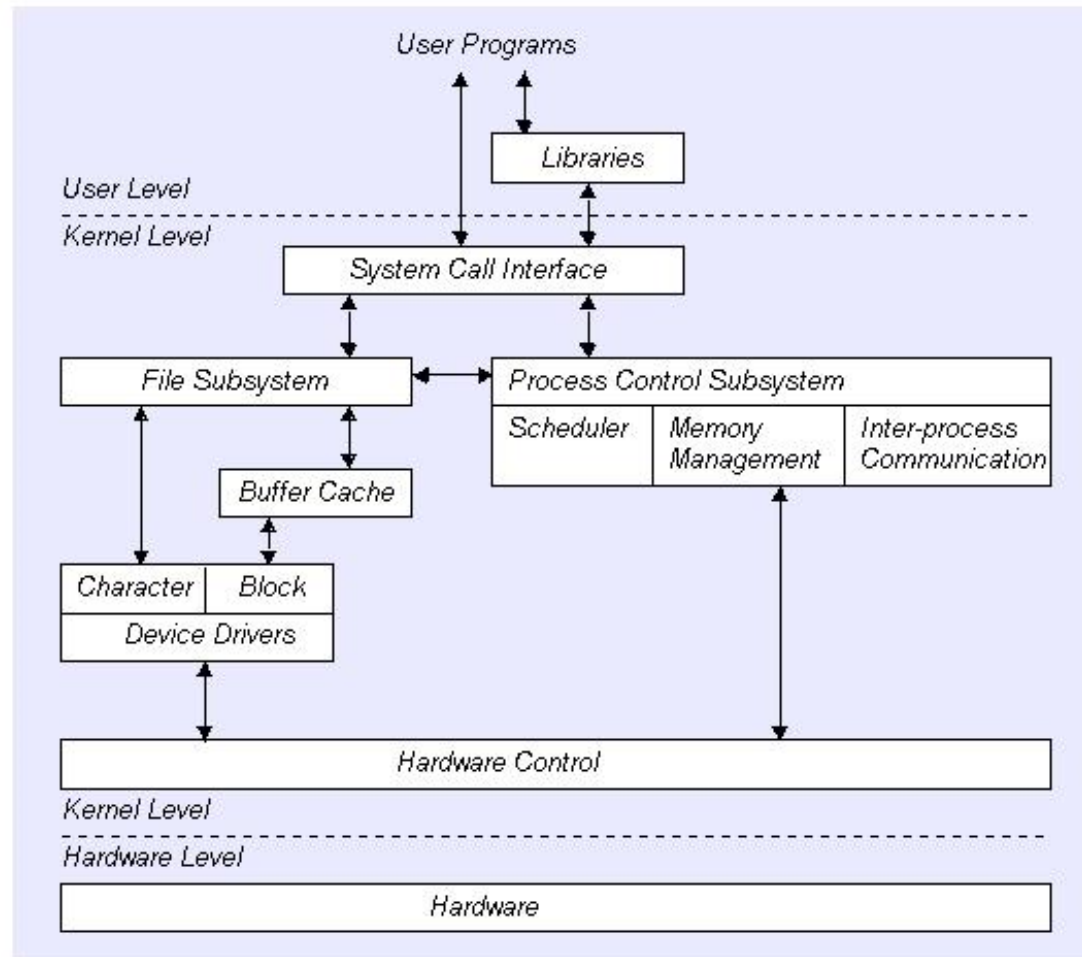 User Programs
Libraries
User Level
Kernel Level
System Call Interface
File Subsystem
Process Control Subsystem
Scheduler
Memory
Management
Inter-process
Communication
Buffer Cache
Character
Block
Device Drivers
Hardware Control
Kernel Level
Hardware Level
Hardware